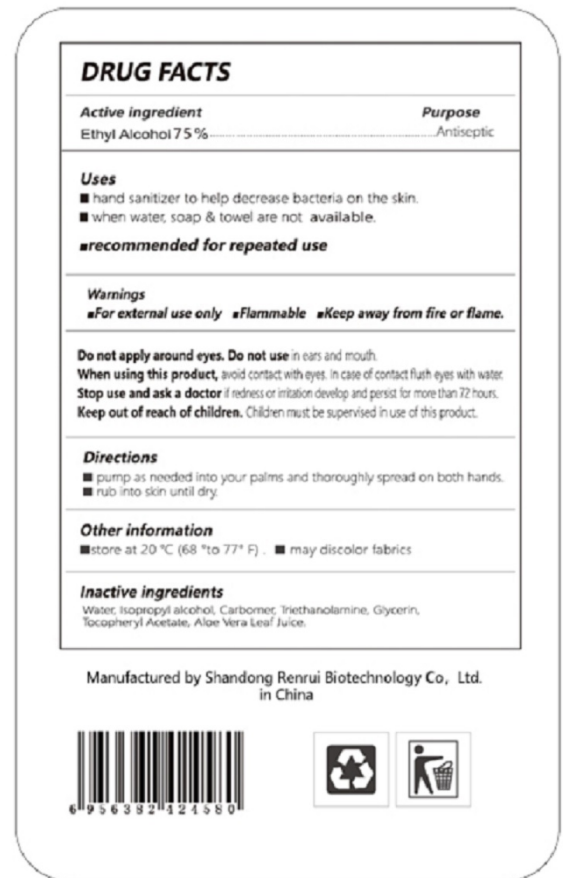 DRUG FACTS
Active ingredient Purpose
Ethyl Alcohol 75%........................Antiseptic
Uses
■ hand sanitizer to help decrease bacteria on the skin.
■ when water, soap & towel are not available.
■recommended for repeated use
Warnings
■For external use only ■Flammable ■Keep away from fire or flame.
Do not apply around eyes. Do not use in ears and mouth.
When using this product, avoid contact with eyes. In case of contact flush eyes with water.
Stop use and ask a doctor if redness or irritation develop and persist for more than 72 hours.
Keep out of reach of children. Children must be supervised in use of this product.
Directions
■ pump as needed into your palms and thoroughly spread on both hands.
■ rub into skin until dry.
Other information
■store at 20 °C (68 °to 77° F) . ■ may discolor fabrics
Inactive ingredients
Water, Isopropyl alcohol, Carbomer, Triethanolamine, Glycerin,
Tocopheryl Acetate, Aloe Vera Leaf Juice.
Manufactured by Shandong Renrui Biotechnology Co, Ltd.
in China
6 956382 424580